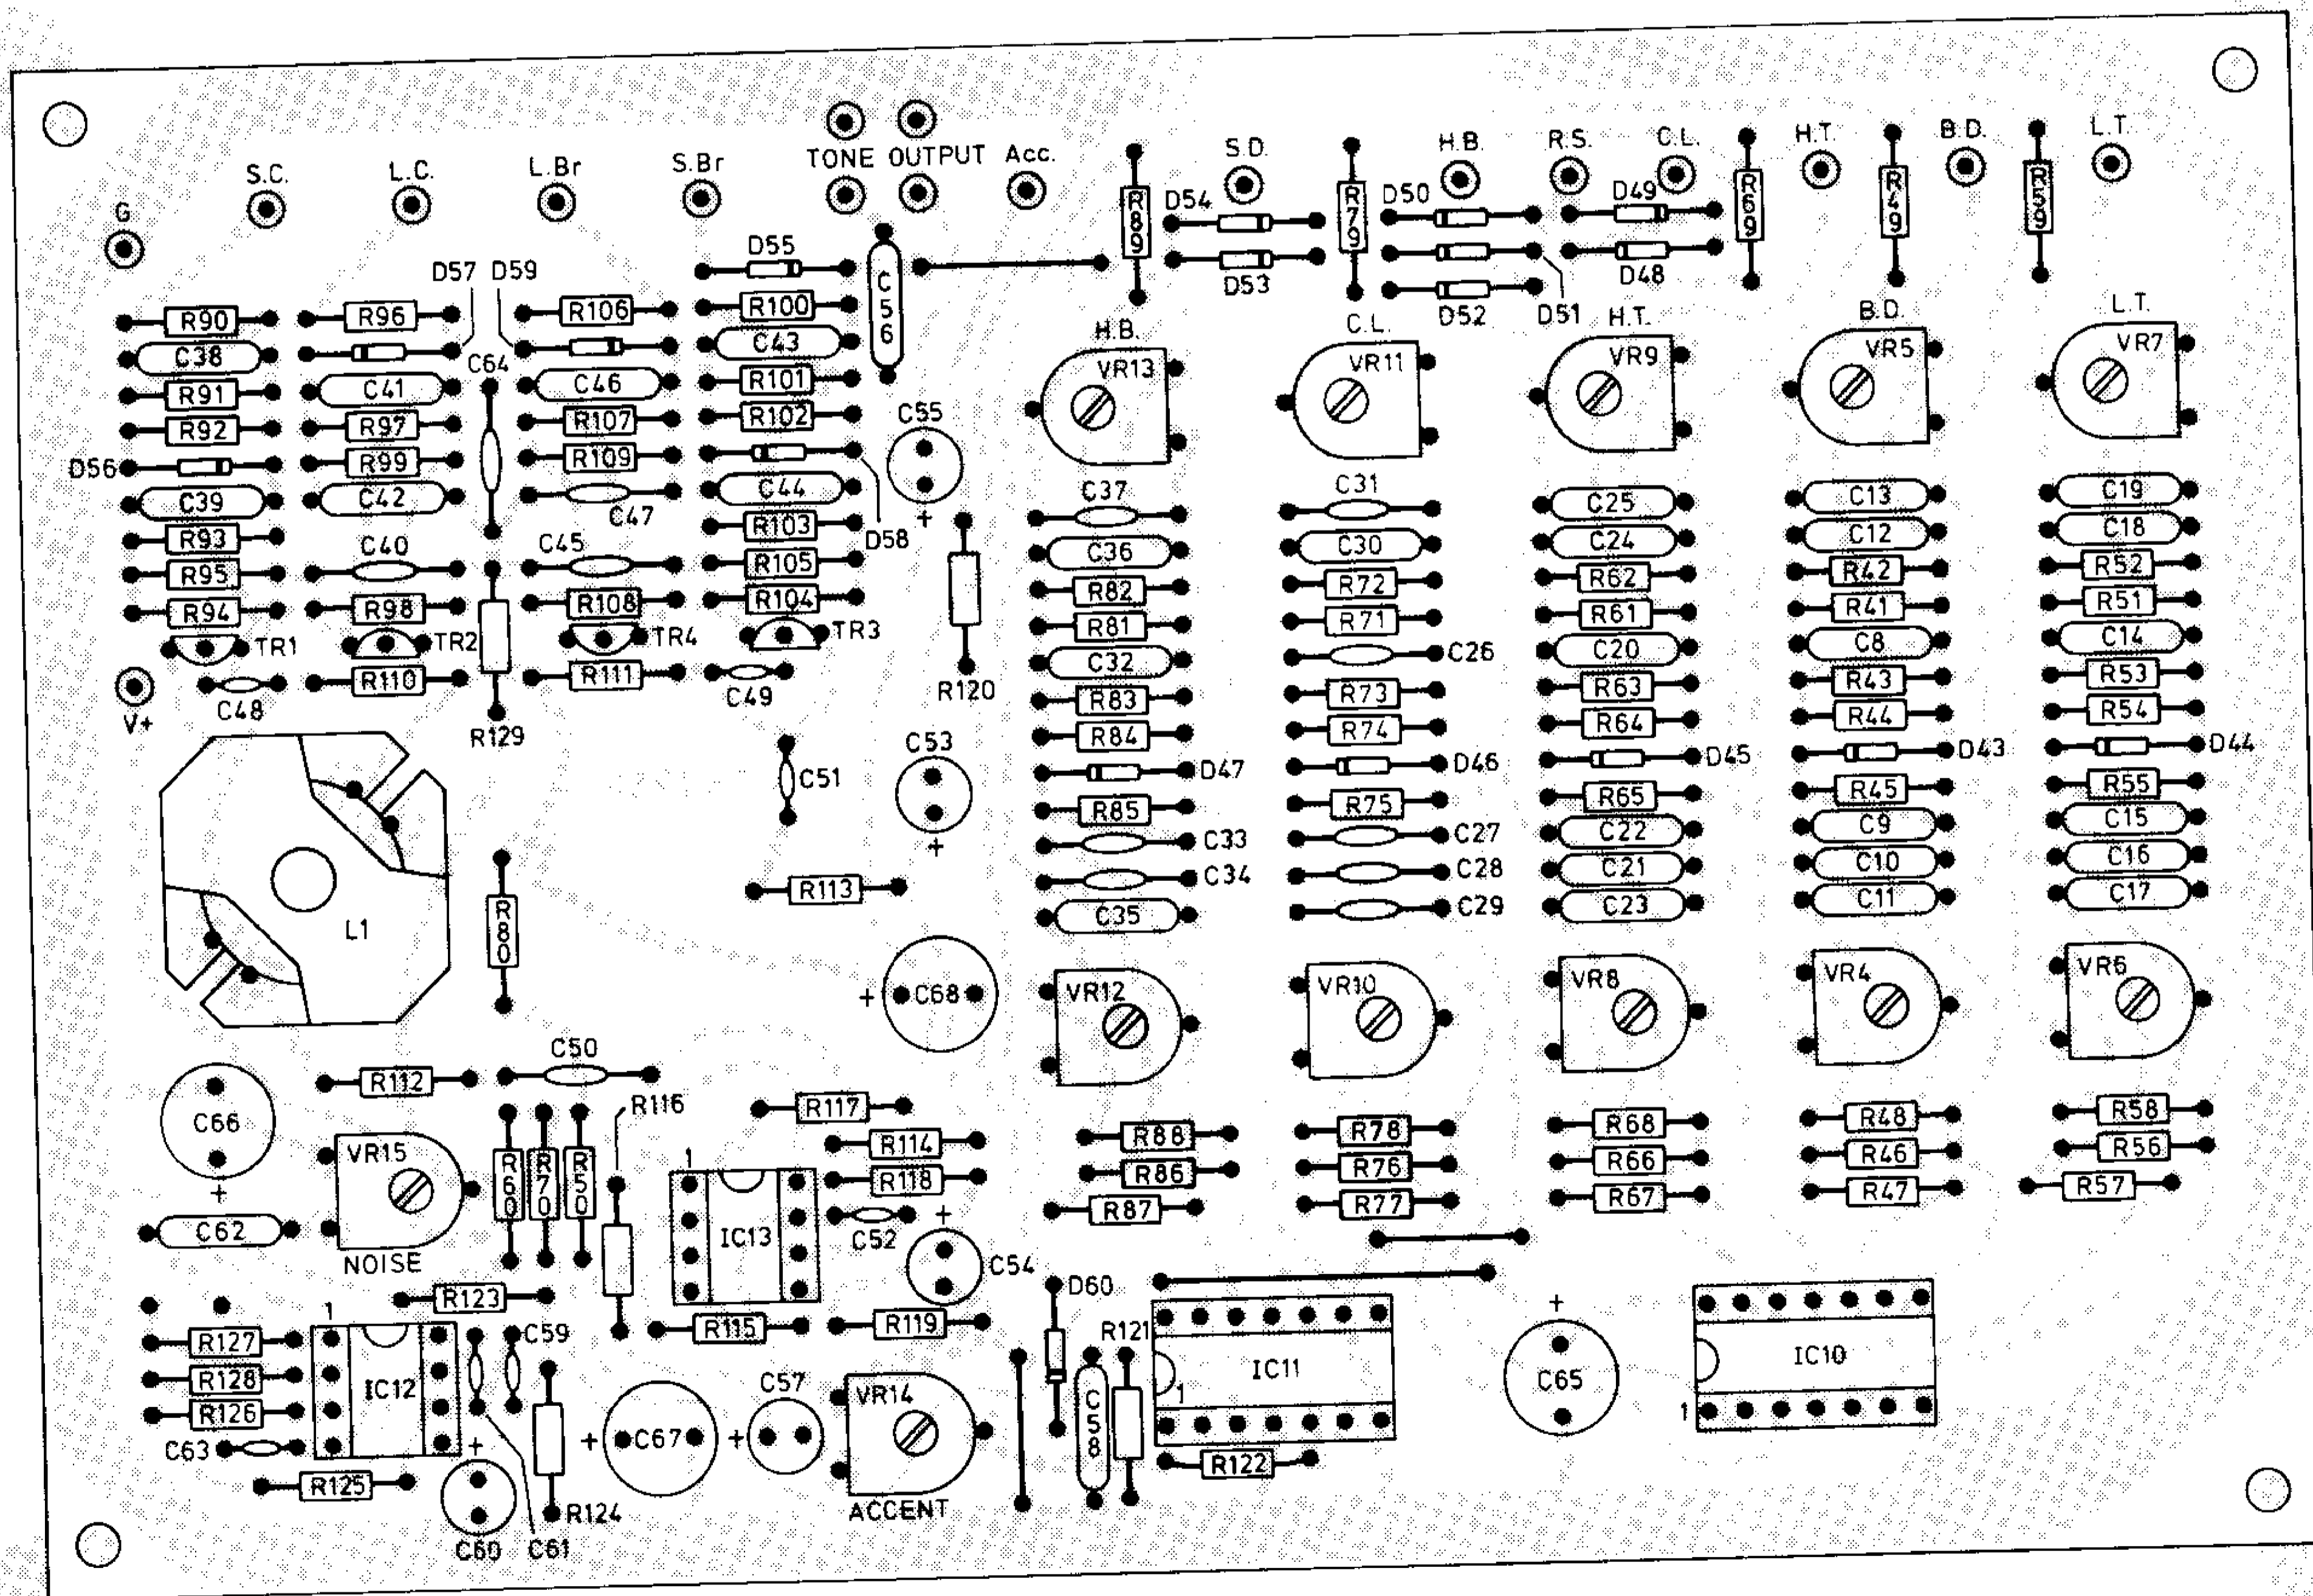 TONE OUTPUT Acc.
S.C. L.C. L.Br S.Br S.D. H.B. R.S. C.L. H.T. B.D. L.T.
G
R89 D54 R79 D50 D49 R69 R49 R59
D55 C56 D53 D52 D51 D48
D57 D59
R90 R96 R106 R100
H.B. C.L. H.T. B.D. L.T.
C38 C64 C43
VR13 VR11 VR9 VR5 VR7
R91 C41 C46 R101
R92 R97 R107 R102 C55
D56 R99 R109
C39 C42 C47 C44 + D58
C37 C31 C25 C13 C19
R93 R103
C40 C45 C36 C30 C24 C12 C18
R95 R105
R82 R72 R62 R42 R52
R94 R98 R108 R104
R81 R71 R61 R41 R51
TR1 TR2 TR4 TR3
C32 C26 C20 C8 C14
R110 R111 C49 R120
C48 R83 R73 R63 R43 R53
V+ R129
R84 R74 R64 R44 R54
C53
D47 D46 D45 D43 D44
C51
R85 R75 R65 R45 R55
+
C33 C27 C22 C9 C15
R113
C34 C28 C21 C10 C16
C35 C29 C23 C11 C17
L1 R80
+ C68
VR12 VR10 VR8 VR4 VR6
C50
R112 R116 R117
C66
R88 R78 R68 R48 R58
VR15 R60 R70 R50 1 R114
R86 R76 R66 R46 R56
+ R118
R87 R77 R67 R47 R57
C62 IC13 C52 +
NOISE C54
R123 D60
1 R115 R119 R121 +
R127 C59
IC11 IC10
R128 IC12 C57 VR14 C65
R126 1 1
C63 + + C67 + C58
R125 R122
R124 ACCENT
C60 C61